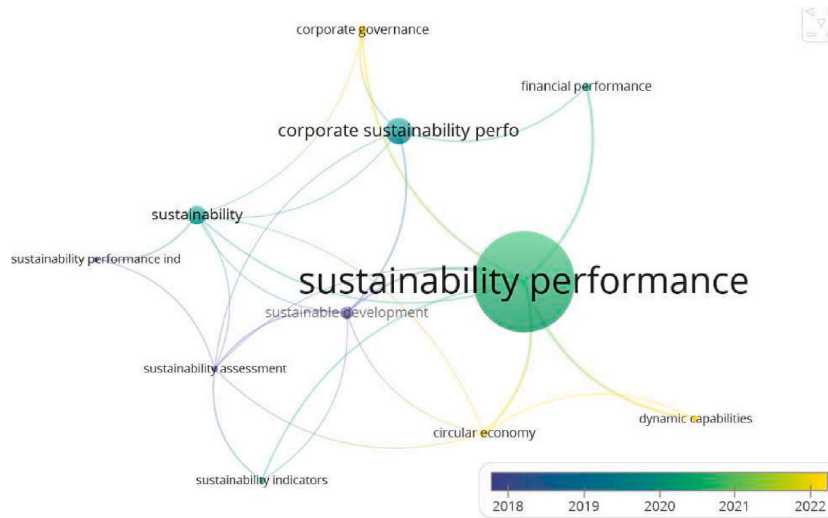 corporate governance
financial performance
corporate sustainability perfo
sustainability
sustainability performance ind
sustainability performance
sustainable development
sustainability assessment
dynamic capabilities
circular economy
sustainability indicators
2018 2019 2020 2021 2022